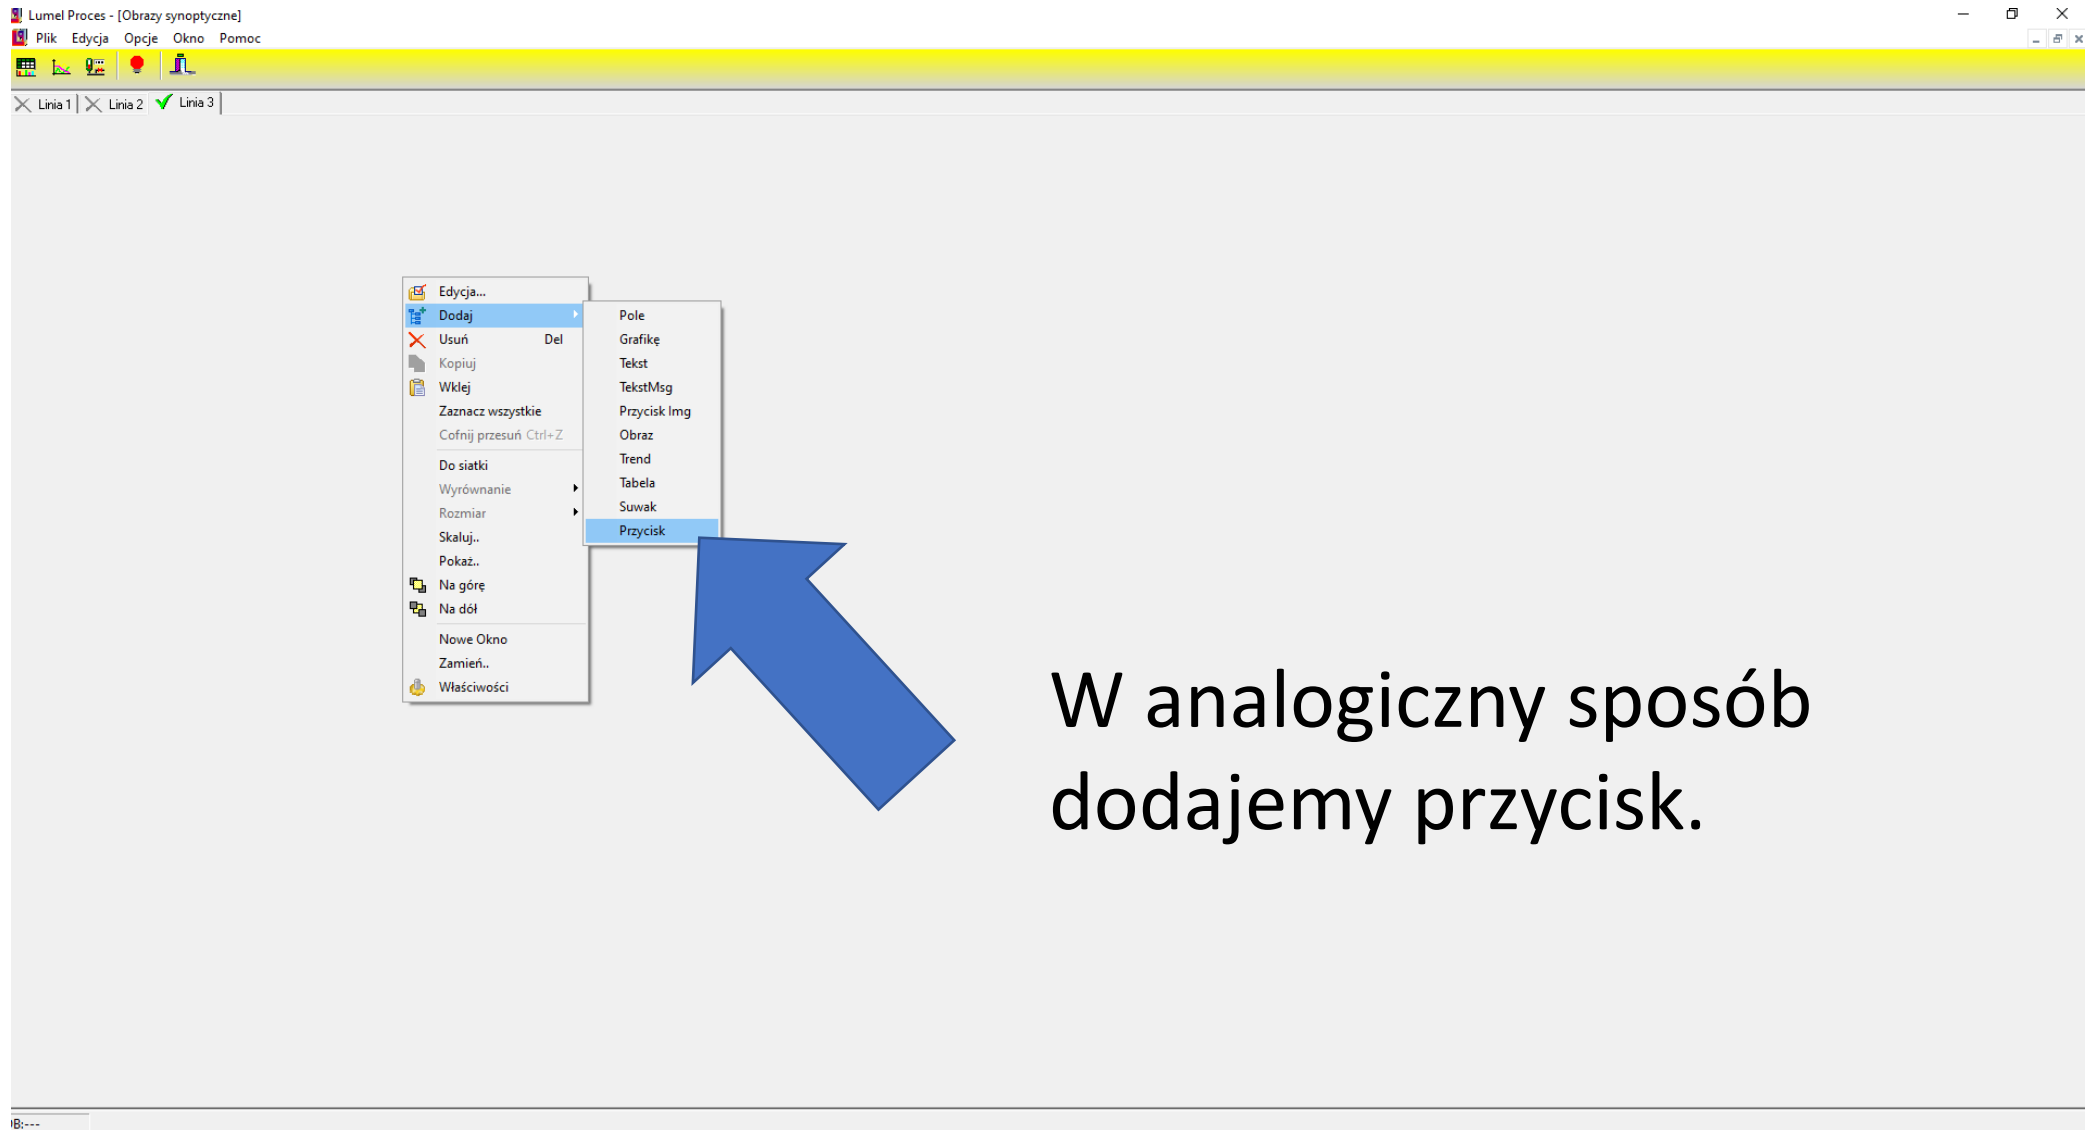 Lumel Proces - [Obrazy synoptyczne]
Plik Edycja Opcje Okno Pomoc
Linia 1 Linia 2 Linia 3
Edycja...
Dodaj
Usuń Del
Kopiuj
Wklej
Zaznacz wszystkie
Cofnij przesuń Ctrl+Z
Do siatki
Wyrównanie
Rozmiar
Skaluj..
Pokaż..
Na górę
Na dół
Nowe Okno
Zamień..
Właściwości
Pole
Grafikę
Tekst
TekstMsg
Przycisk Img
Obraz
Trend
Tabela
Suwak
Przycisk
W analogiczny sposób
dodajemy przycisk.